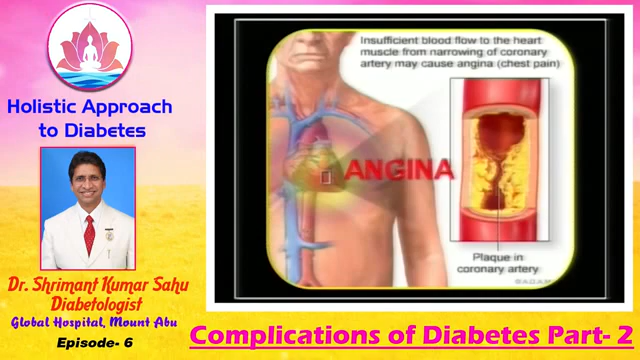 Holistic Approach
to Diabetes
Dr. Shrimant Kumar Sahu
Diabetologist
Global Hospital, Mount Abu
Episode- 6
Insufficient blood flow to the heart
muscle from narrowing of coronary
artery may cause angina (chest pain)
ANGINA
Plaque in
coronary artery
Complications of Diabetes Part- 2